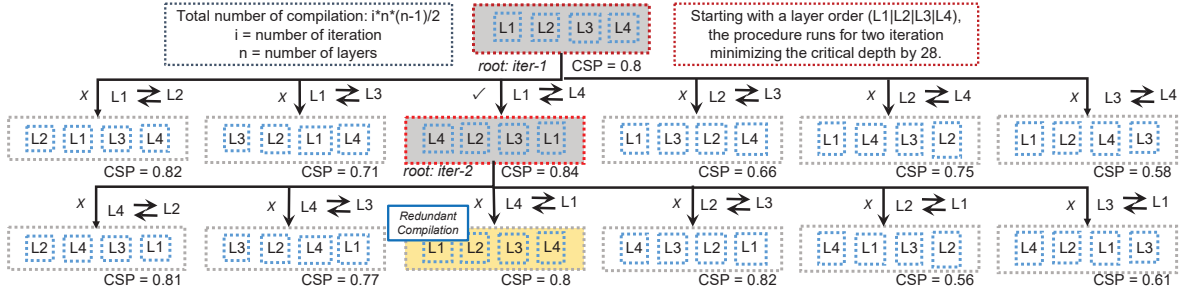 Total number of compilation: i*n*(n-1)/2
i = number of iteration
n = number of layers
L1 L2 L3 L4
Starting with a layer order (L1|L2|L3|L4),
the procedure runs for two iteration
minimizing the critical depth by 28.
root: iter-1 CSP = 0.8
x L1 ⇄ L2
x L1 ⇄ L3
✓ L1 ⇄ L4
x L2 ⇄ L3
x L2 ⇄ L4
x L3 ⇄ L4
L2 L1 L3 L4
L3 L2 L1 L4
L4 L2 L3 L1
L1 L3 L2 L4
L1 L4 L3 L2
L1 L2 L4 L3
CSP = 0.82
CSP = 0.71
root: iter-2 CSP = 0.84
CSP = 0.66
CSP = 0.75
CSP = 0.58
x L4 ⇄ L2
x L4 ⇄ L3
x L4 ⇄ L1
x L2 ⇄ L3
x L2 ⇄ L1
x L3 ⇄ L1
Redundant
Compilation
L2 L4 L3 L1
L3 L2 L4 L1
L1 L2 L3 L4
L4 L3 L2 L1
L4 L1 L3 L2
L4 L2 L1 L3
CSP = 0.81
CSP = 0.77
CSP = 0.8
CSP = 0.82
CSP = 0.56
CSP = 0.61